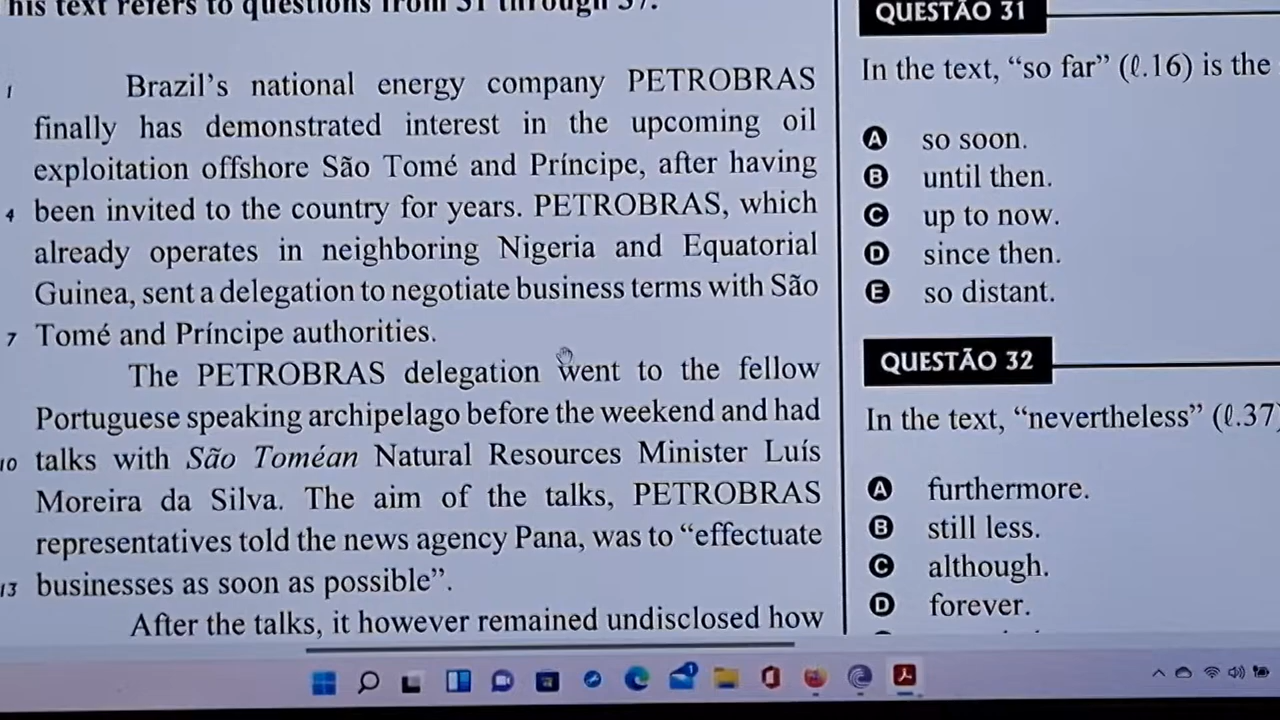 his text refers to questions from 31 through 37.
1 Brazil's national energy company PETROBRAS
finally has demonstrated interest in the upcoming oil
exploitation offshore São Tomé and Príncipe, after having
4 been invited to the country for years. PETROBRAS, which
already operates in neighboring Nigeria and Equatorial
Guinea, sent a delegation to negotiate business terms with São
7 Tomé and Príncipe authorities.
The PETROBRAS delegation went to the fellow
Portuguese speaking archipelago before the weekend and had
10 talks with São Toméan Natural Resources Minister Luís
Moreira da Silva. The aim of the talks, PETROBRAS
representatives told the news agency Pana, was to “effectuate
13 businesses as soon as possible”.
After the talks, it however remained undisclosed how
QUESTÃO 31
In the text, “so far” (ℓ.16) is the
A so soon.
B until then.
C up to now.
D since then.
E so distant.
QUESTÃO 32
In the text, “nevertheless” (ℓ.37)
A furthermore.
B still less.
C although.
D forever.
1